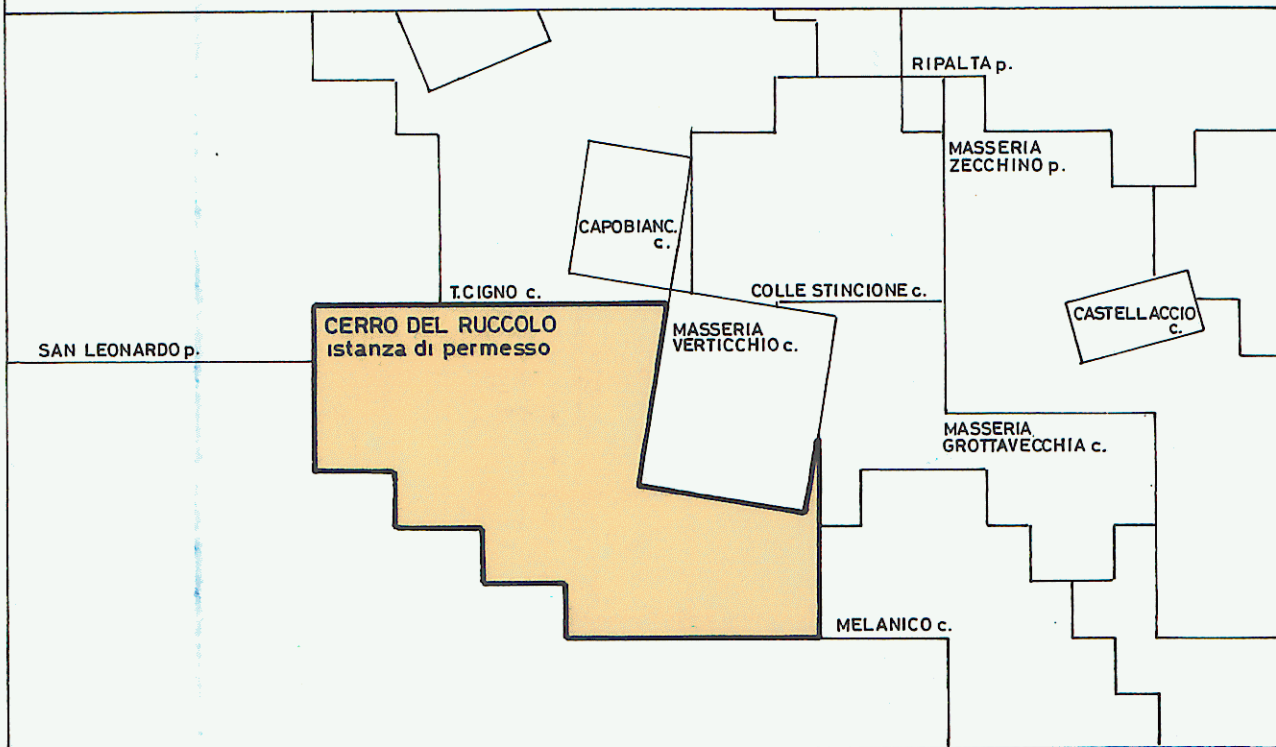 RIPALTA p.
MASSERIA
ZECCHINO p.
CAPOBIANC.
c.
T.CIGNO c.
COLLE STINCIONE c.
CASTELLACCIO
c.
CERRO DEL RUCCOLO
istanza di permesso
MASSERIA
VERTICCHIO c.
SAN LEONARDO p.
MASSERIA
GROTTAVECCHIA c.
MELANICO c.